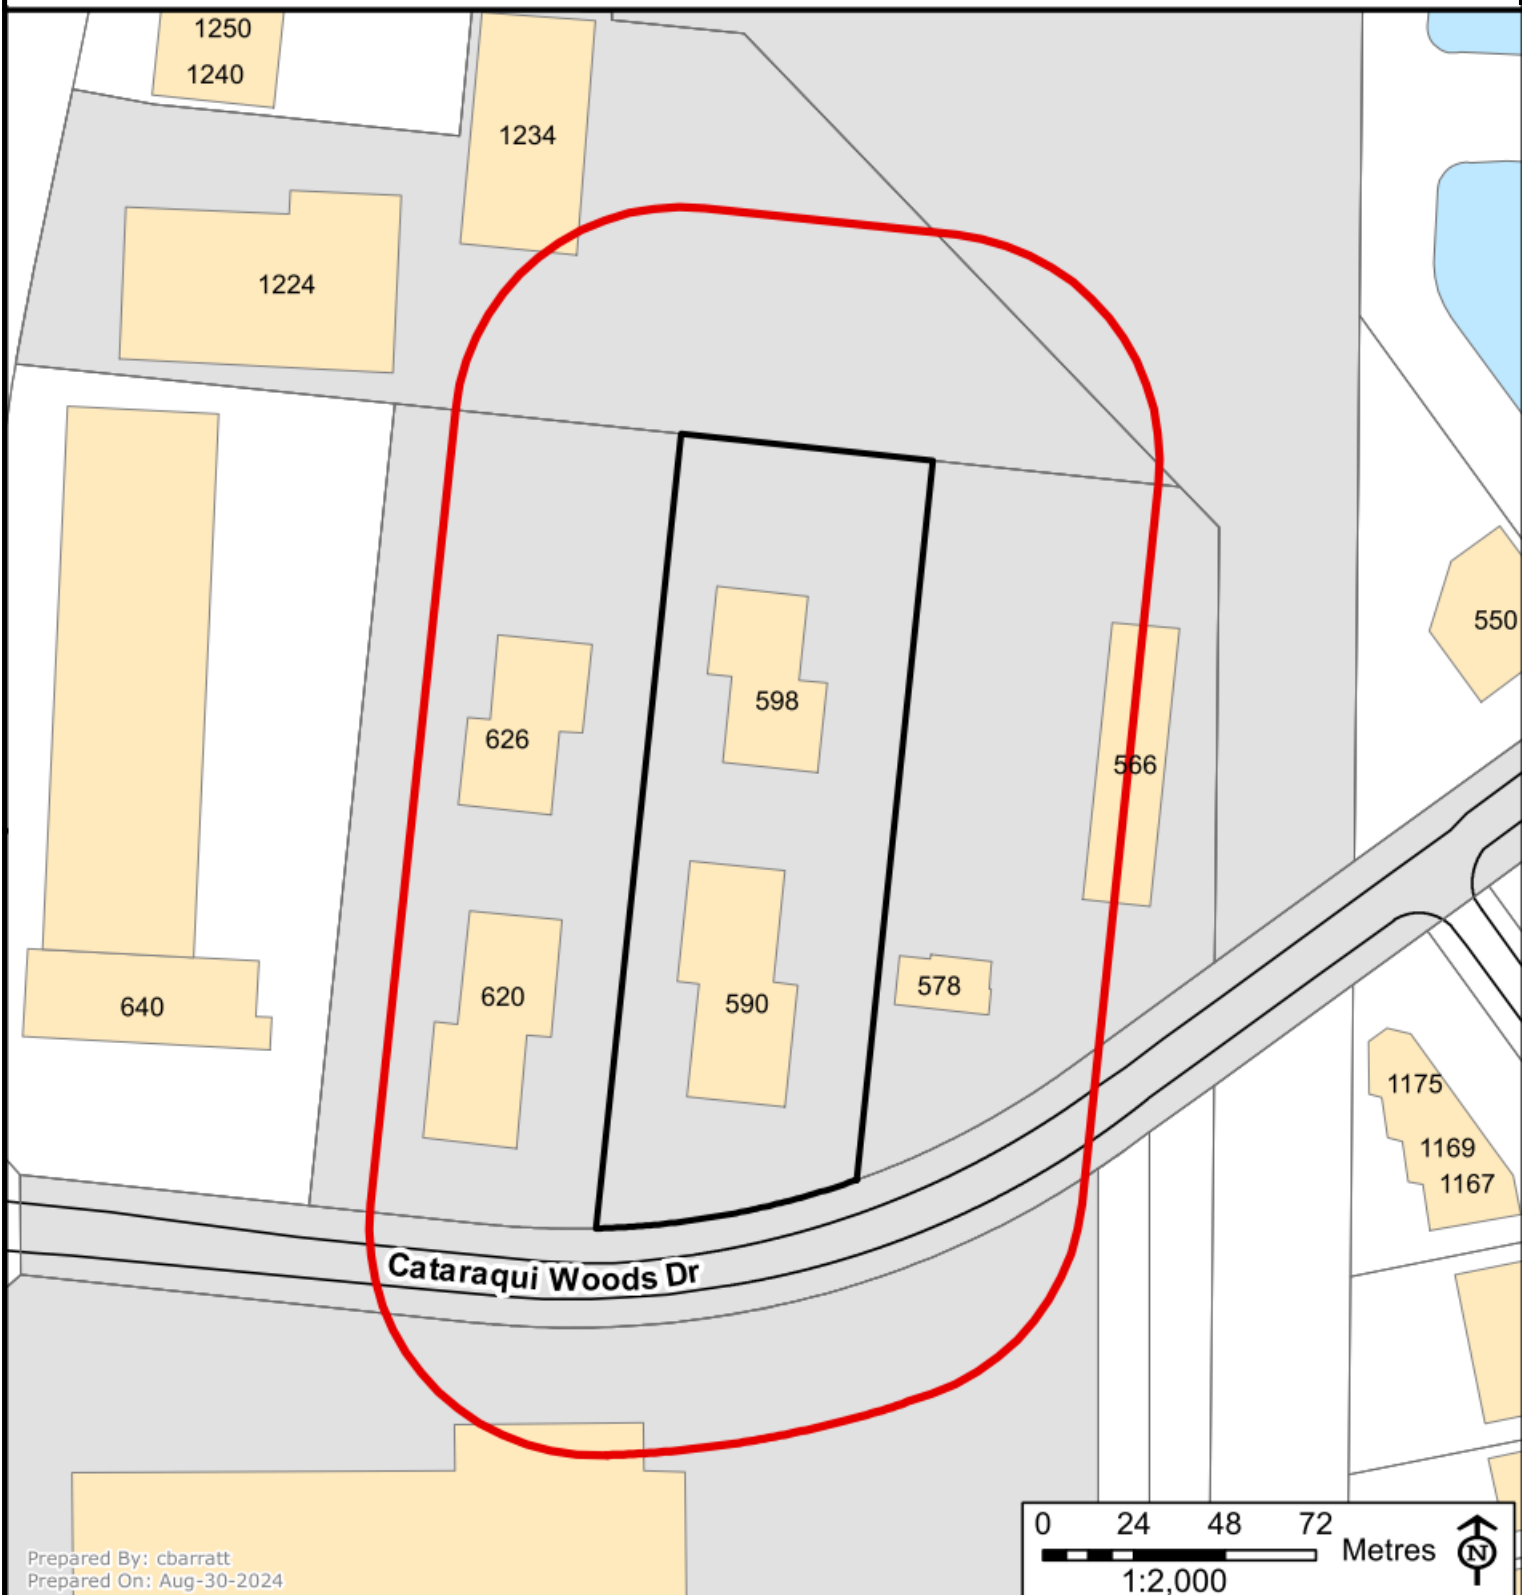 1250
1240
1234
1224
550
598
626
566
578
620
590
640
1175
1169
1167
Cataraqui Woods Dr
0 24 48 72
Metres
N
1:2,000
Prepared By: cbarratt
Prepared On: Aug-30-2024